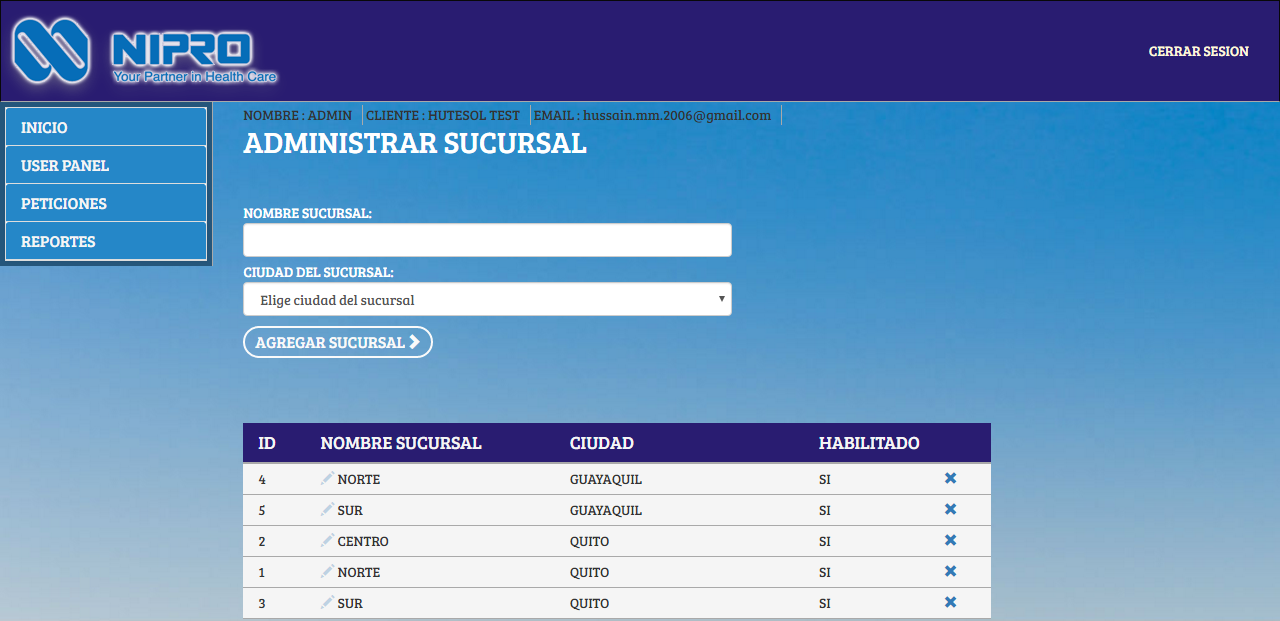 NIPRO
Your Partner in Health Care
CERRAR SESION
INICIO
USER PANEL
PETICIONES
REPORTES
NOMBRE : ADMIN CLIENTE : HUTESOL TEST EMAIL : hussain.mm.2006@gmail.com
ADMINISTRAR SUCURSAL
NOMBRE SUCURSAL:
CIUDAD DEL SUCURSAL:
Elige ciudad del sucursal
AGREGAR SUCURSAL
ID NOMBRE SUCURSAL CIUDAD HABILITADO
4 NORTE GUAYAQUIL SI
5 SUR GUAYAQUIL SI
2 CENTRO QUITO SI
1 NORTE QUITO SI
3 SUR QUITO SI